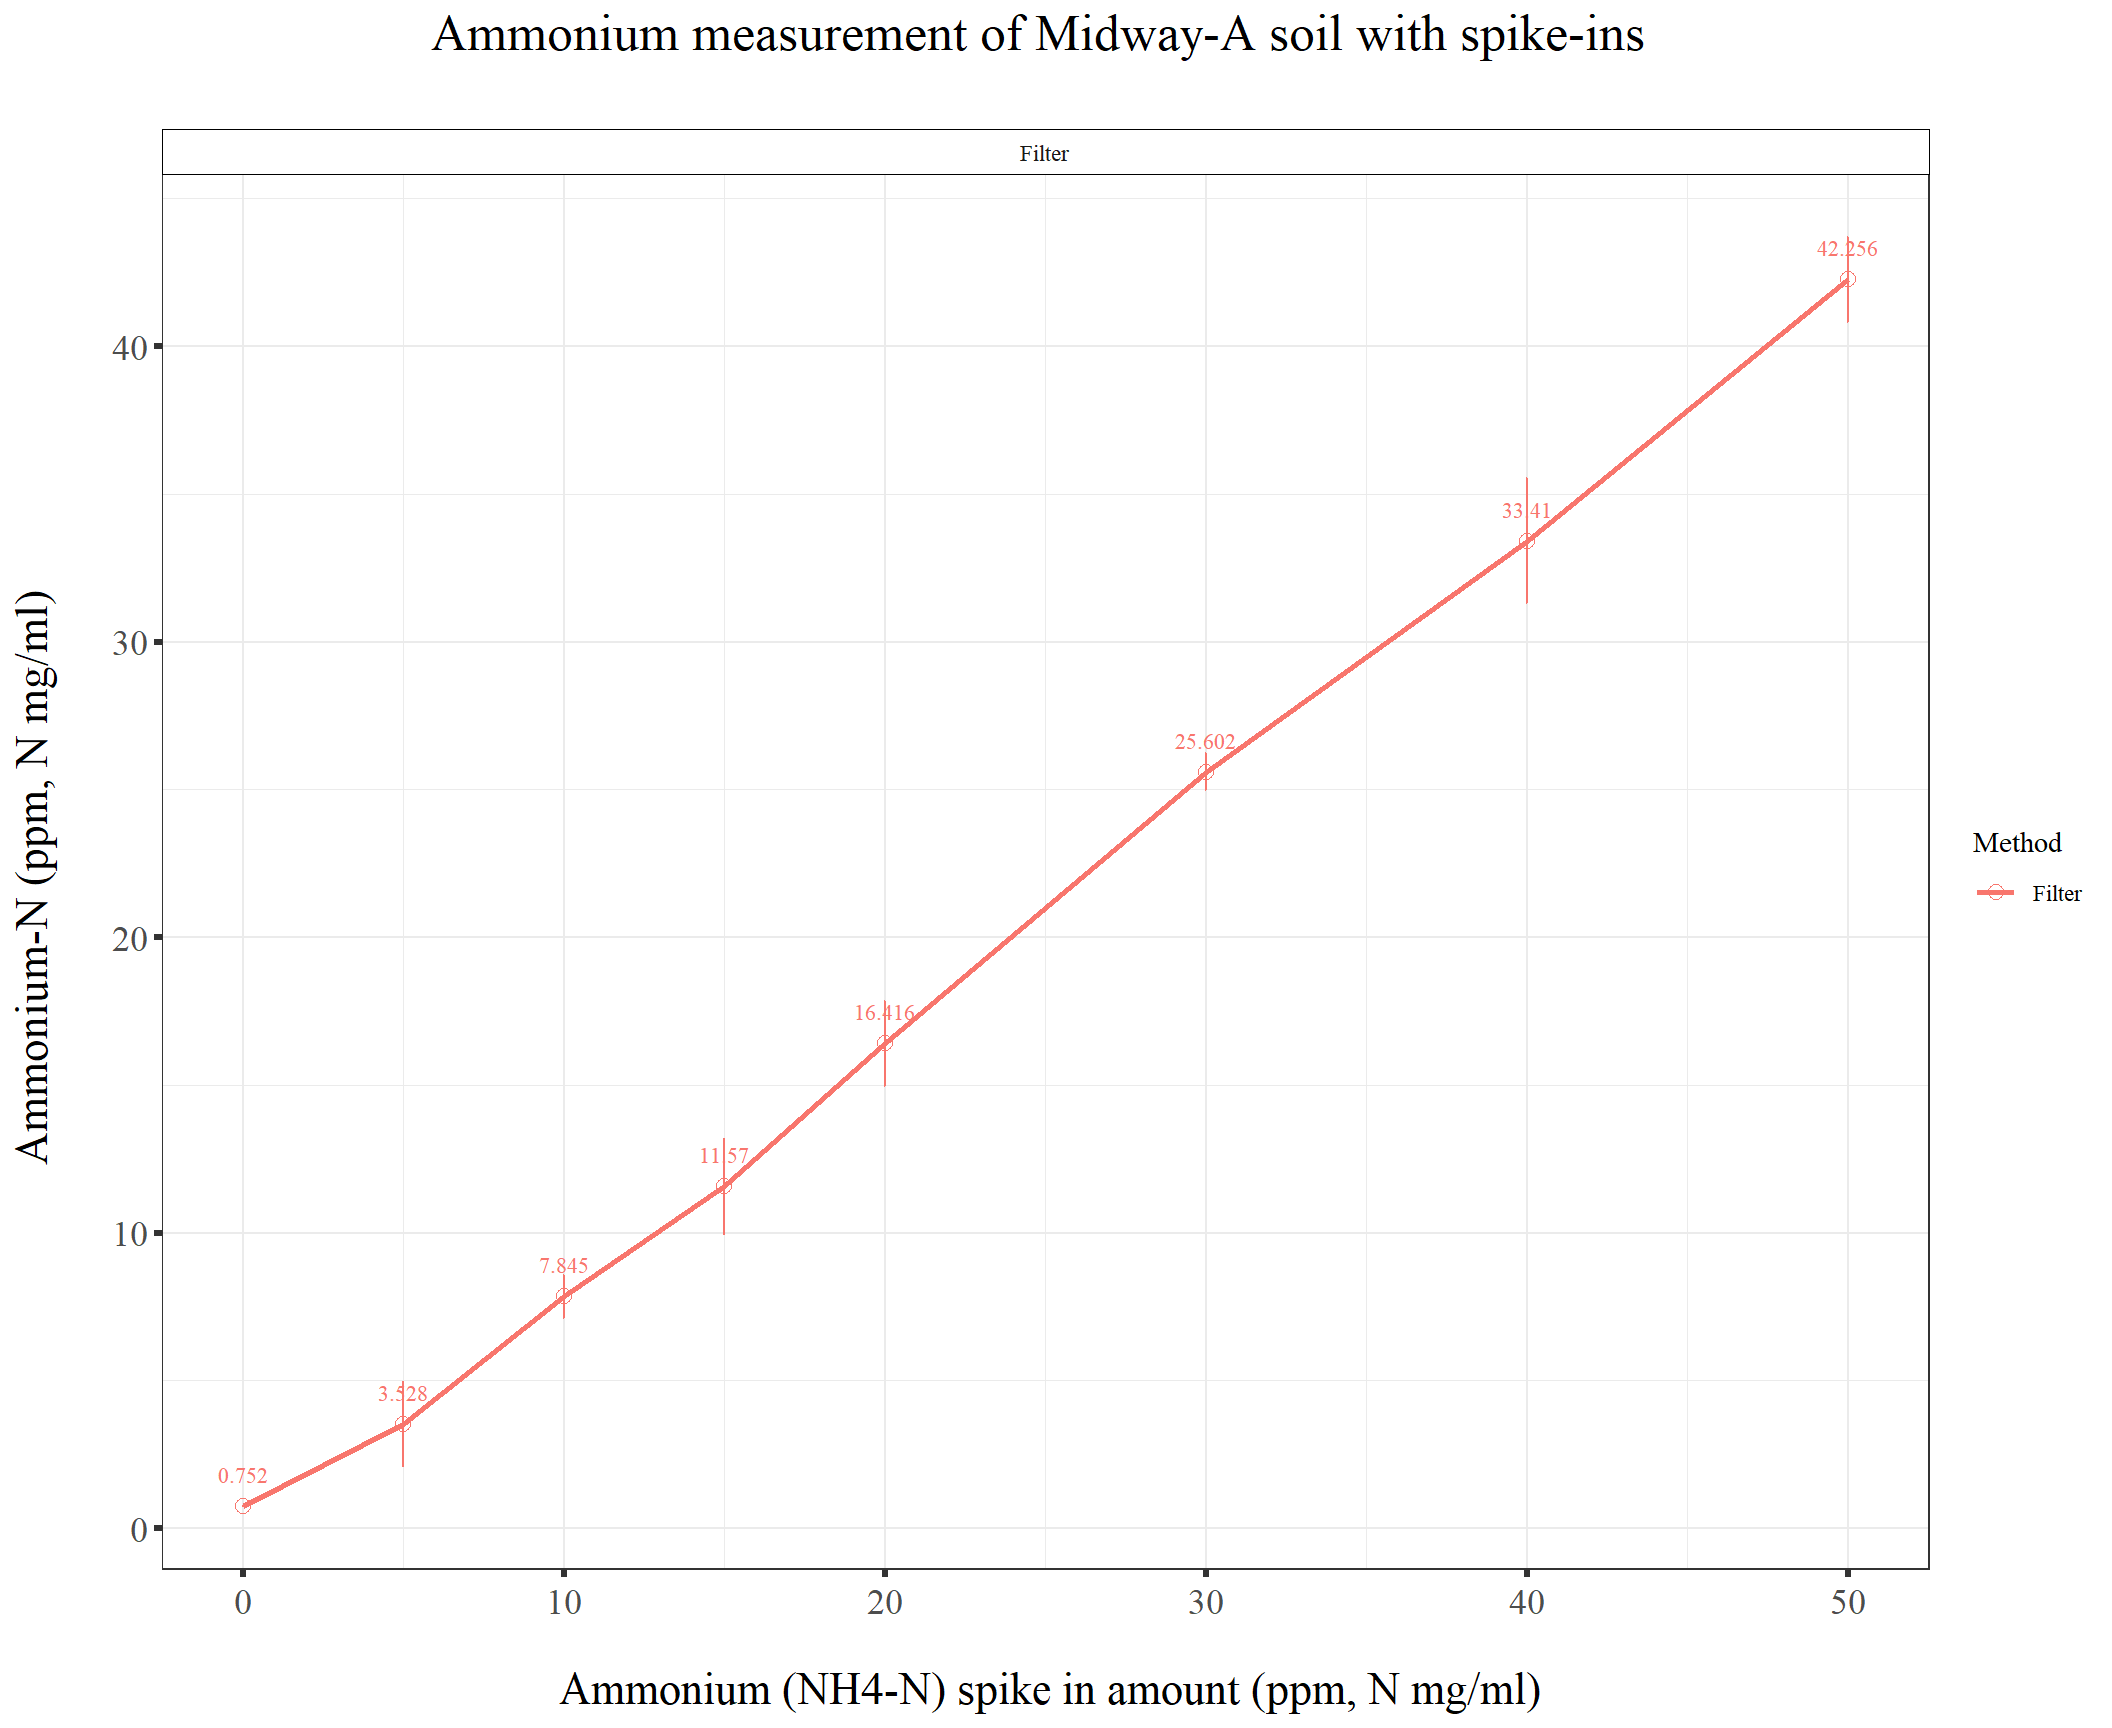 Ammonium measurement of Midway-A soil with spike-ins
Filter
42.256
40
33.41
30
25.602
20
16.416
11.57
10
7.845
3.528
0.752
0
0 10 20 30 40 50
Ammonium (NH4-N) spike in amount (ppm, N mg/ml)
Ammonium-N (ppm, N mg/ml)
Method
Filter